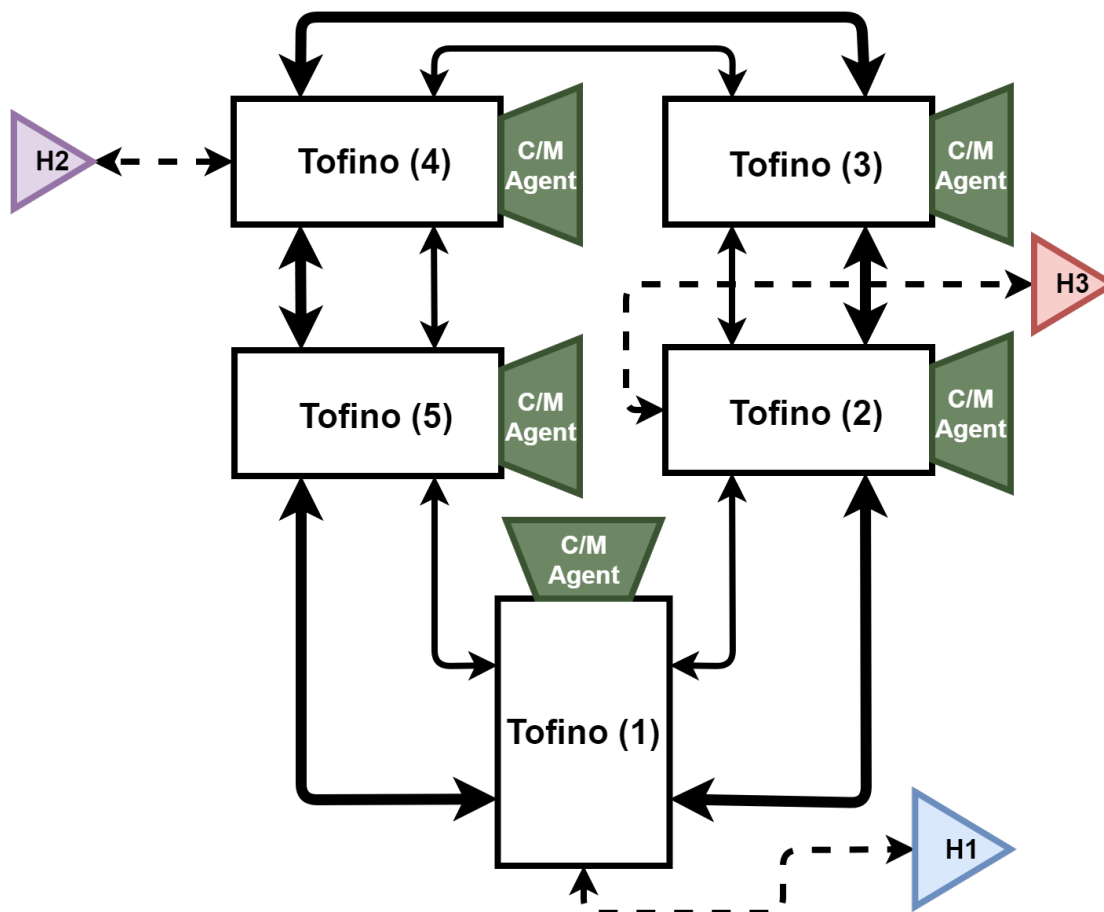 H2
Tofino (4)
C/M
Agent
Tofino (3)
C/M
Agent
H3
Tofino (5)
C/M
Agent
Tofino (2)
C/M
Agent
C/M
Agent
Tofino (1)
H1